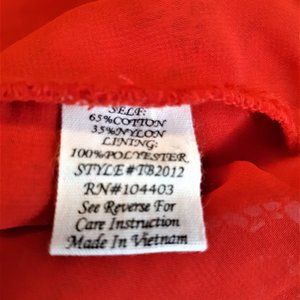 SELF:
65%COTTON
35%NYLON
LINING:
100%POLYESTER
STYLE#TB2012
RN#104403
See Reverse For
Care Instruction
Made In Vietnam